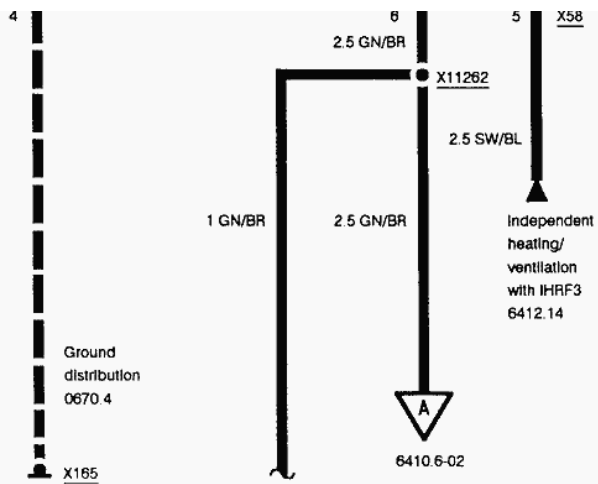 4
6
5
X58
2.5 GN/BR
X11262
2.5 SW/BL
1 GN/BR
2.5 GN/BR
Independent
heating/
ventilation
with IHRF3
6412.14
Ground
distribution
0670.4
A
6410.6-02
X165